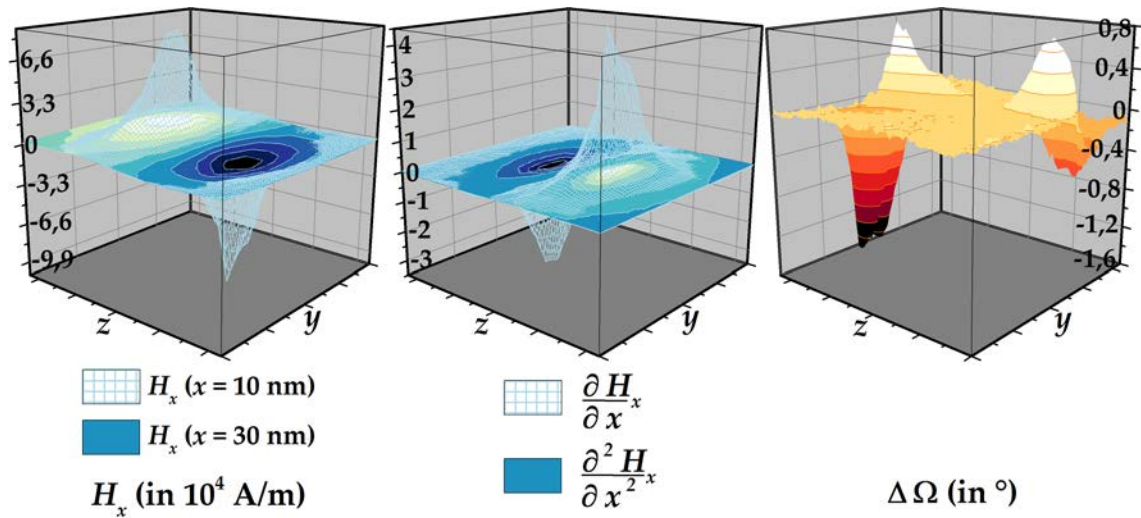 6,6
3,3
0
-3,3
-6,6
-9,9
z
y
4
3
2
1
0
-1
-2
-3
z
y
0,8
0,4
0
-0,4
-0,8
-1,2
-1,6
z
y
H_x (x = 10 nm)
H_x (x = 30 nm)
H_x (in 10^4 A/m)
∂ H_x / ∂ x
∂² H_x / ∂ x²
Δ Ω (in °)